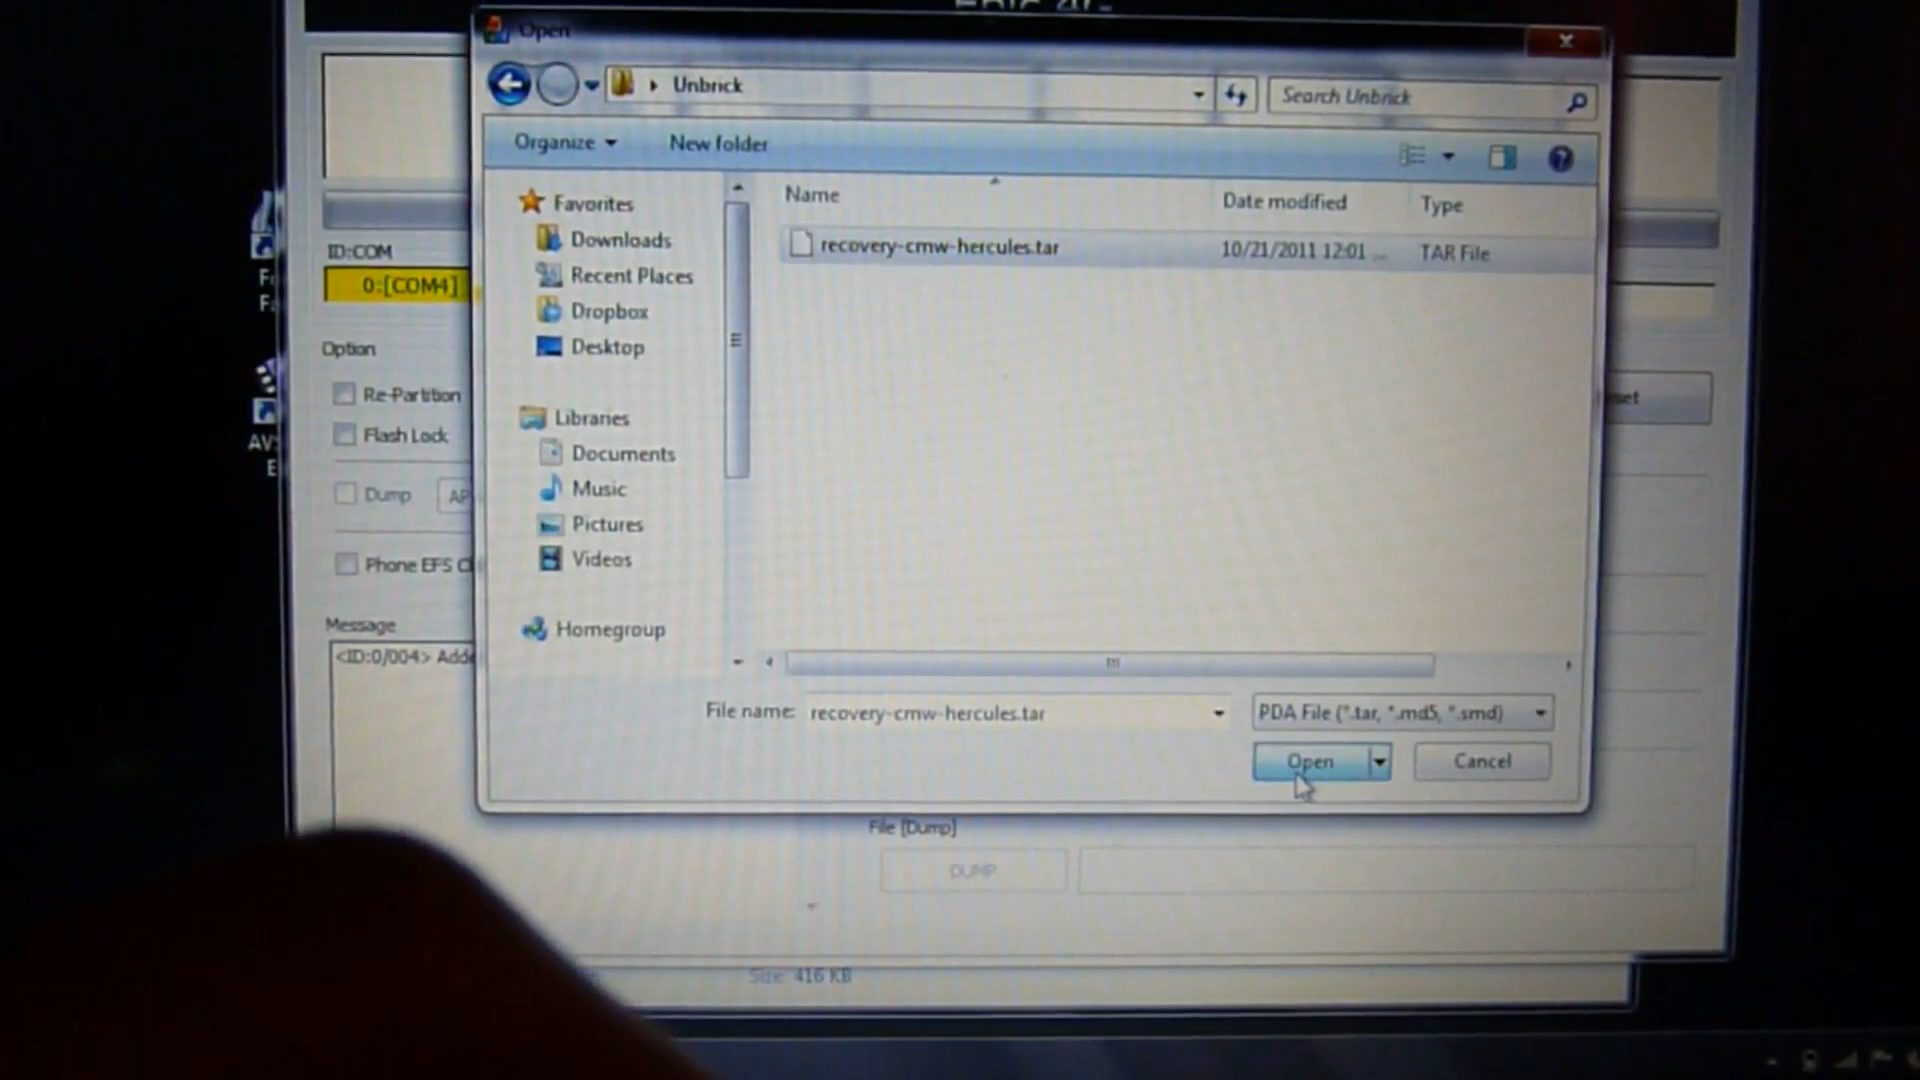 Open
Unbrick
Search Unbrick
Organize
New folder
Name
Date modified
Type
Favorites
Downloads
Recent Places
Dropbox
Desktop
Libraries
Documents
Music
Pictures
Videos
Homegroup
recovery-cmw-hercules.tar
10/21/2011 12:01 ...
TAR File
File name: recovery-cmw-hercules.tar
PDA File (*.tar, *.md5, *.smd)
Open
Cancel
ID:COM
0:[COM4]
Option
Re-Partition
Flash Lock
Dump
AP
Phone EFS Cl
Message
<ID:0/004> Adde
File [Dump]
DUMP
Size: 416 KB